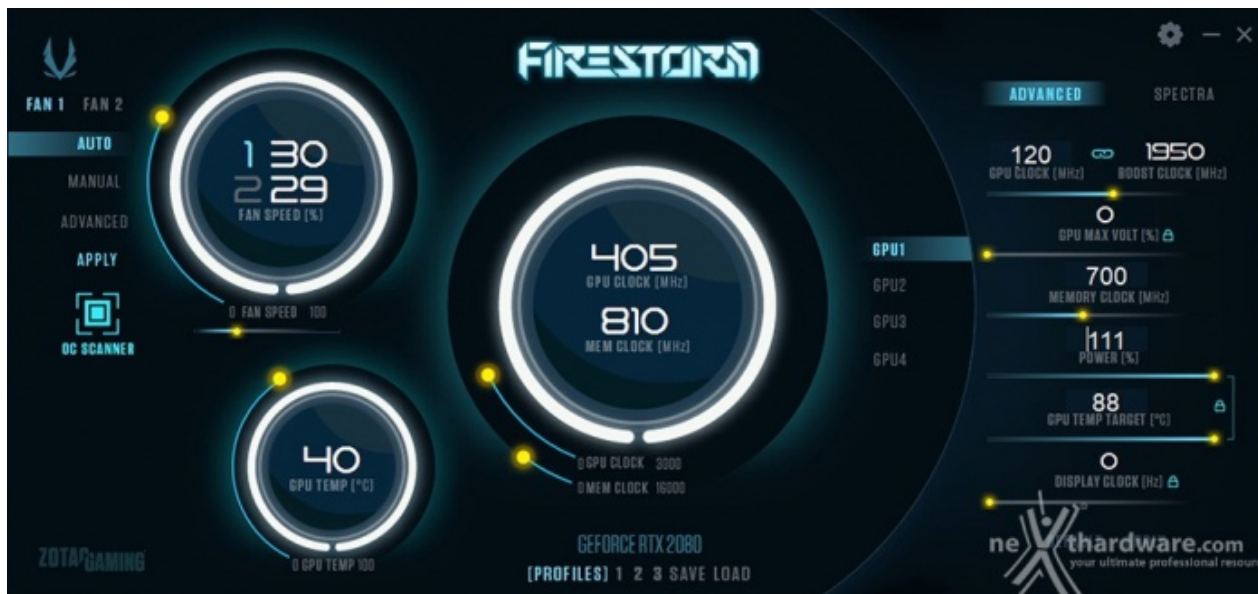 FIRESTORM
FAN 1 FAN 2
AUTO
MANUAL
ADVANCED
APPLY
OC SCANNER
1 30
2 29
FAN SPEED [%]
0 FAN SPEED 100
40
GPU TEMP [°C]
0 GPU TEMP 100
ZOTAC GAMING
405
GPU CLOCK [MHz]
810
MEM CLOCK [MHz]
0 GPU CLOCK 3000
0 MEM CLOCK 16000
GEFORCE RTX 2080
[PROFILES] 1 2 3 SAVE LOAD
GPU1
GPU2
GPU3
GPU4
ADVANCED SPECTRA
120 1950
GPU CLOCK [MHz] BOOST CLOCK [MHz]
0
GPU MAX VOLT [%]
700
MEMORY CLOCK [MHz]
111
POWER [%]
88
GPU TEMP TARGET [°C]
0
DISPLAY CLOCK [Hz]
nexthardware.com
your ultimate professional resour